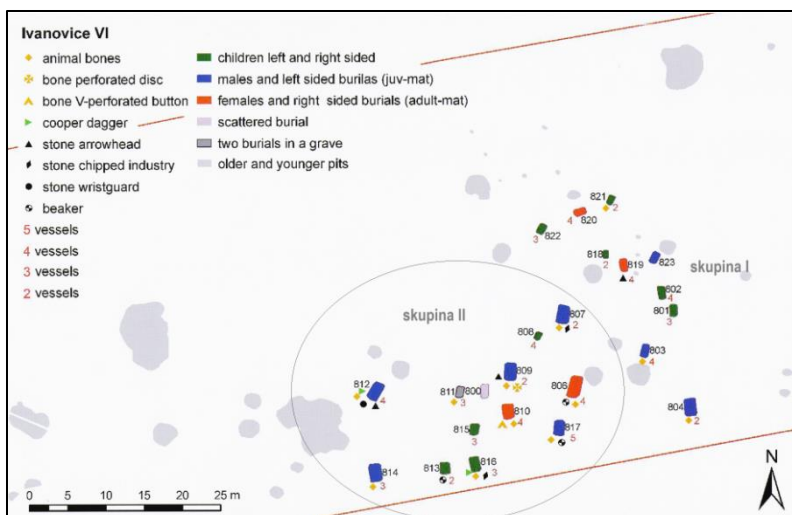 Ivanovice VI
animal bones
bone perforated disc
bone V-perforated button
cooper dagger
stone arrowhead
stone chipped industry
stone wristguard
beaker
5 vessels
4 vessels
3 vessels
2 vessels
children left and right sided
males and left sided burilas (juv-mat)
females and right sided burials (adult-mat)
scattered burial
two burials in a grave
older and younger pits
821
2
4 820
822
3
818
2
819
4
823
skupina I
802
4
801
3
803
4
804
2
skupina II
807
2
808
4
809
2
806
4
812
4
811 800
3
810
4
815
3
817
5
814
3
813
2
816
3
0 5 10 15 20 25 m
N